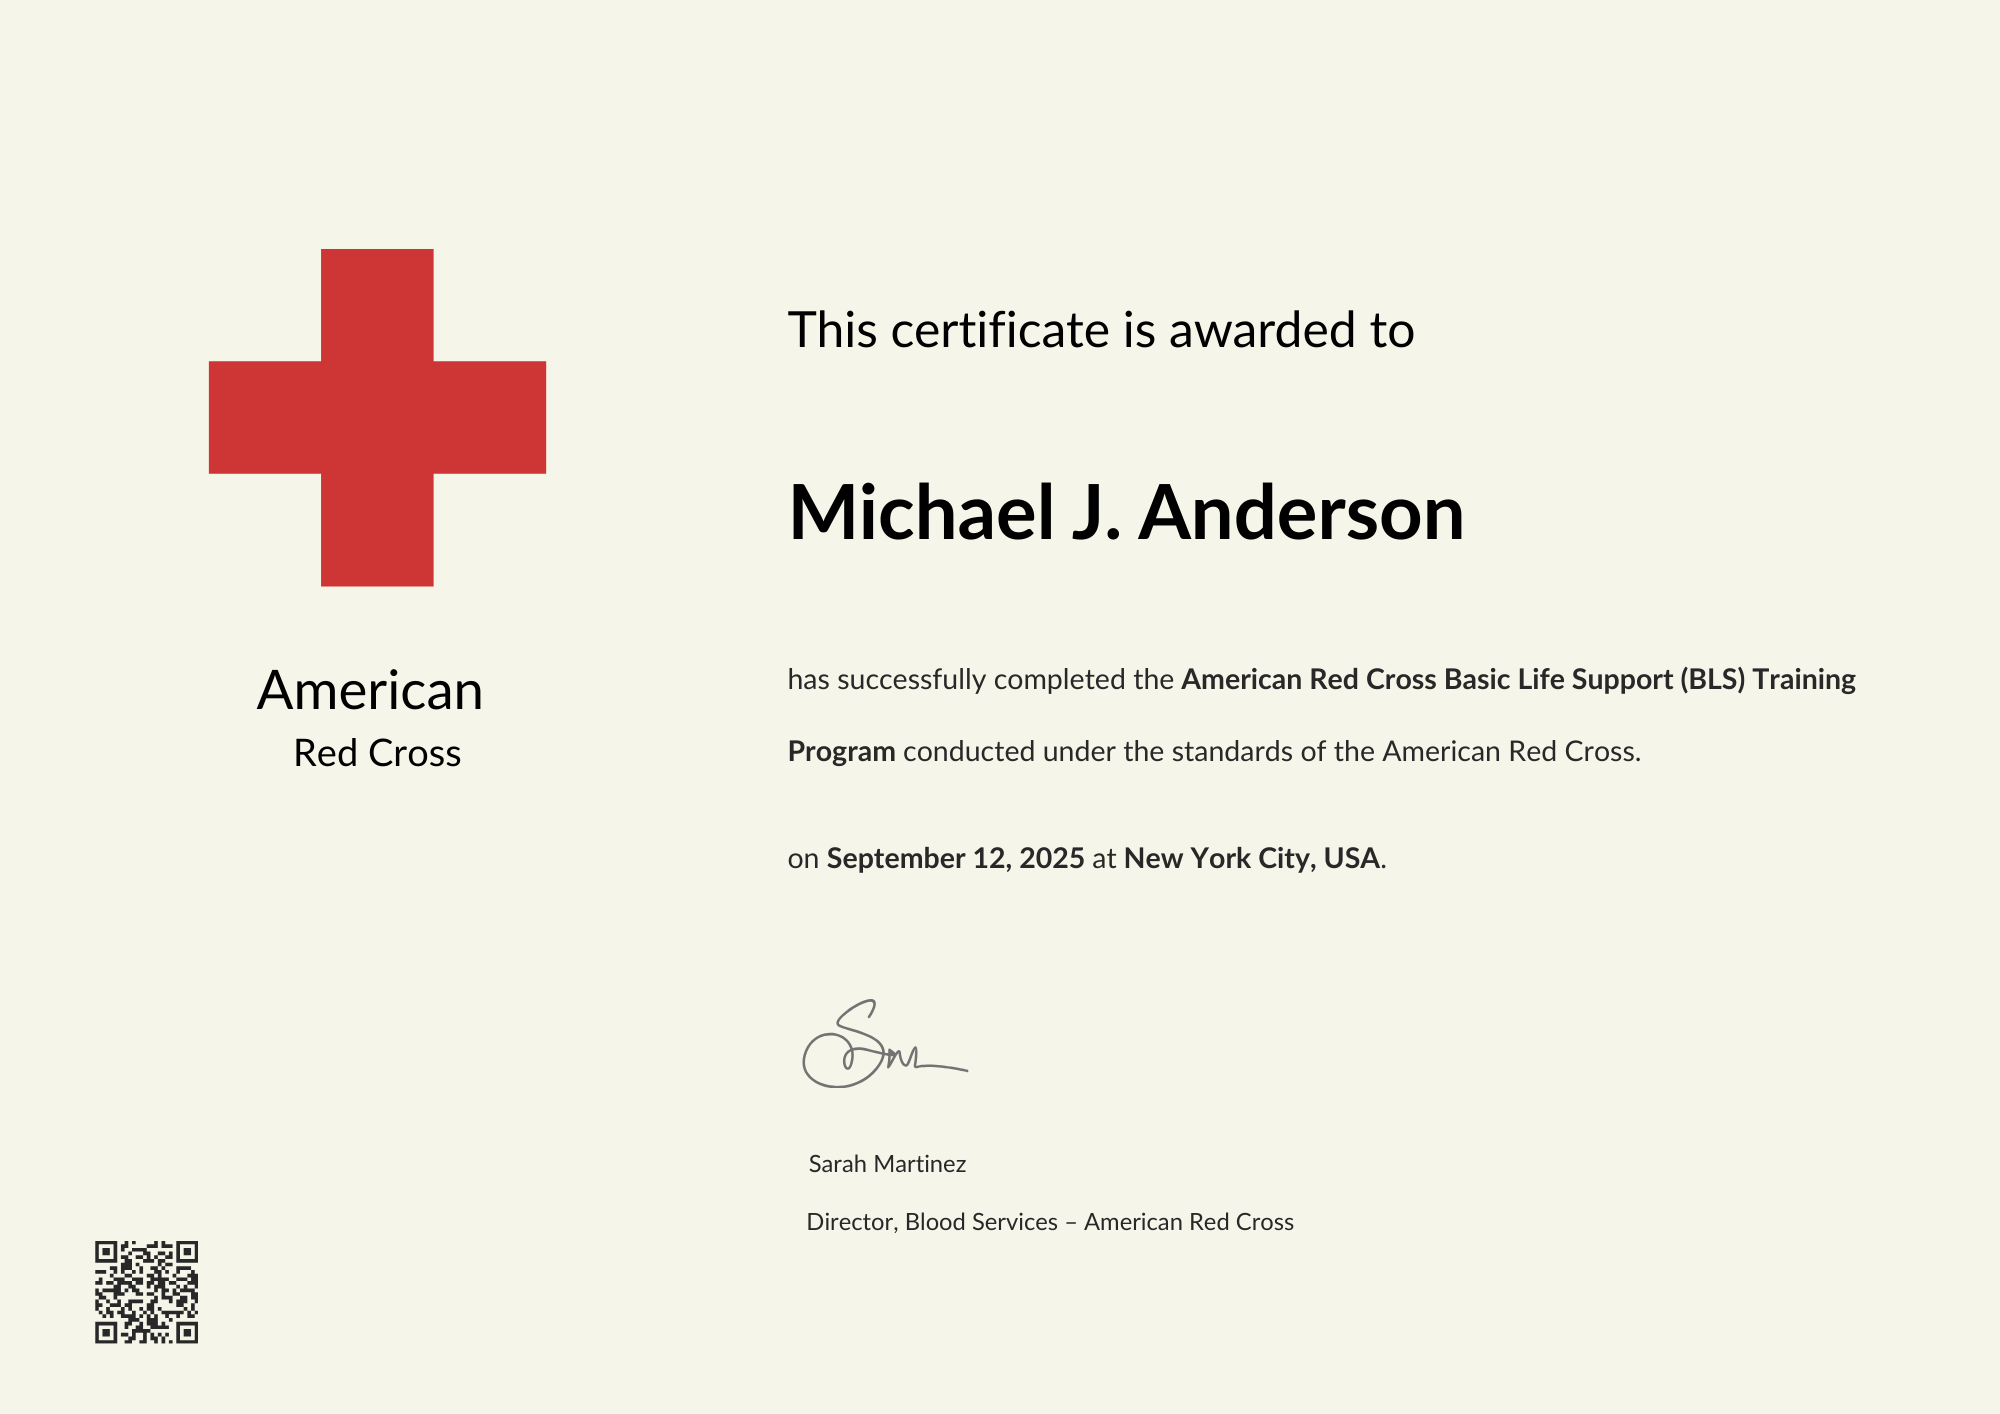 American
Red Cross
This certificate is awarded to
Michael J. Anderson
has successfully completed the American Red Cross Basic Life Support (BLS) Training
Program conducted under the standards of the American Red Cross.
on September 12, 2025 at New York City, USA.
Sarah Martinez
Director, Blood Services – American Red Cross